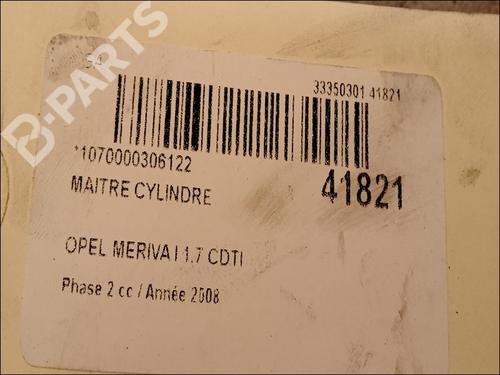 B-PARTS
33350301 41821
*1070000306122
MAITRE CYLINDRE
41821
OPEL MERIVA I 1.7 CDTI
Phase 2 cc / Année 2008